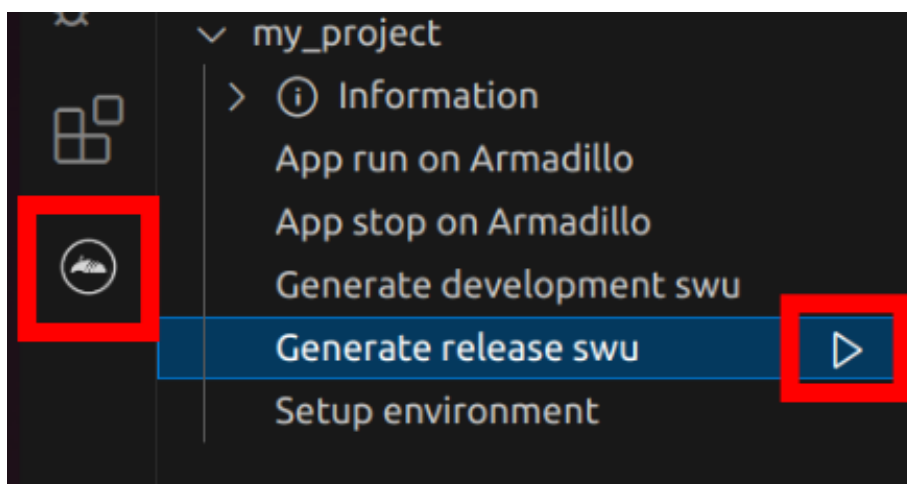 my_project
Information
App run on Armadillo
App stop on Armadillo
Generate development swu
Generate release swu
Setup environment